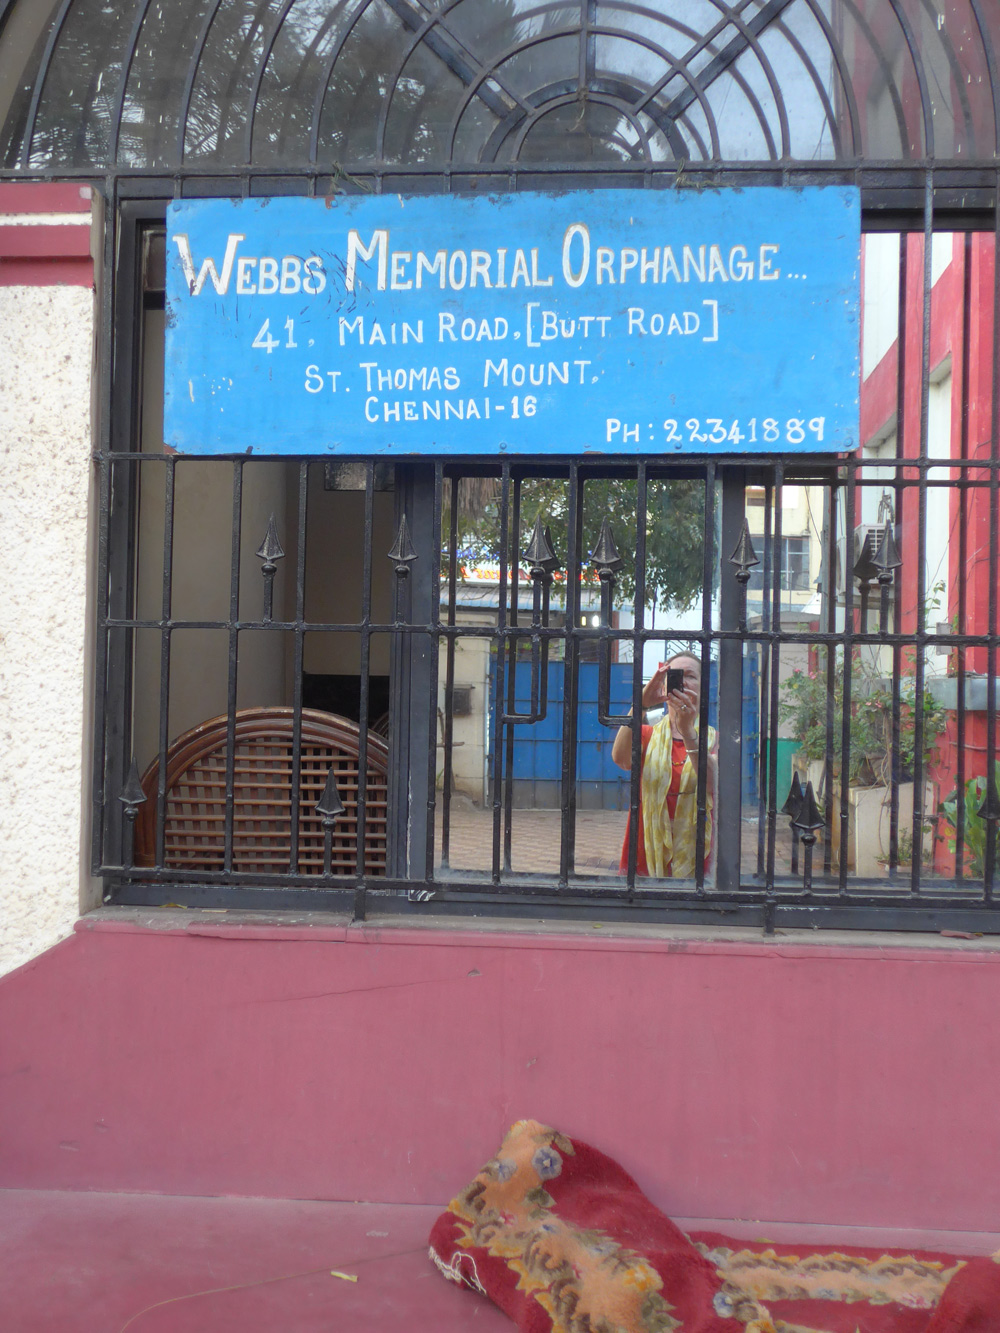 WEBBS MEMORIAL ORPHANAGE...
41, MAIN ROAD, [BUTT ROAD]
ST. THOMAS MOUNT,
CHENNAI-16
PH: 22341889